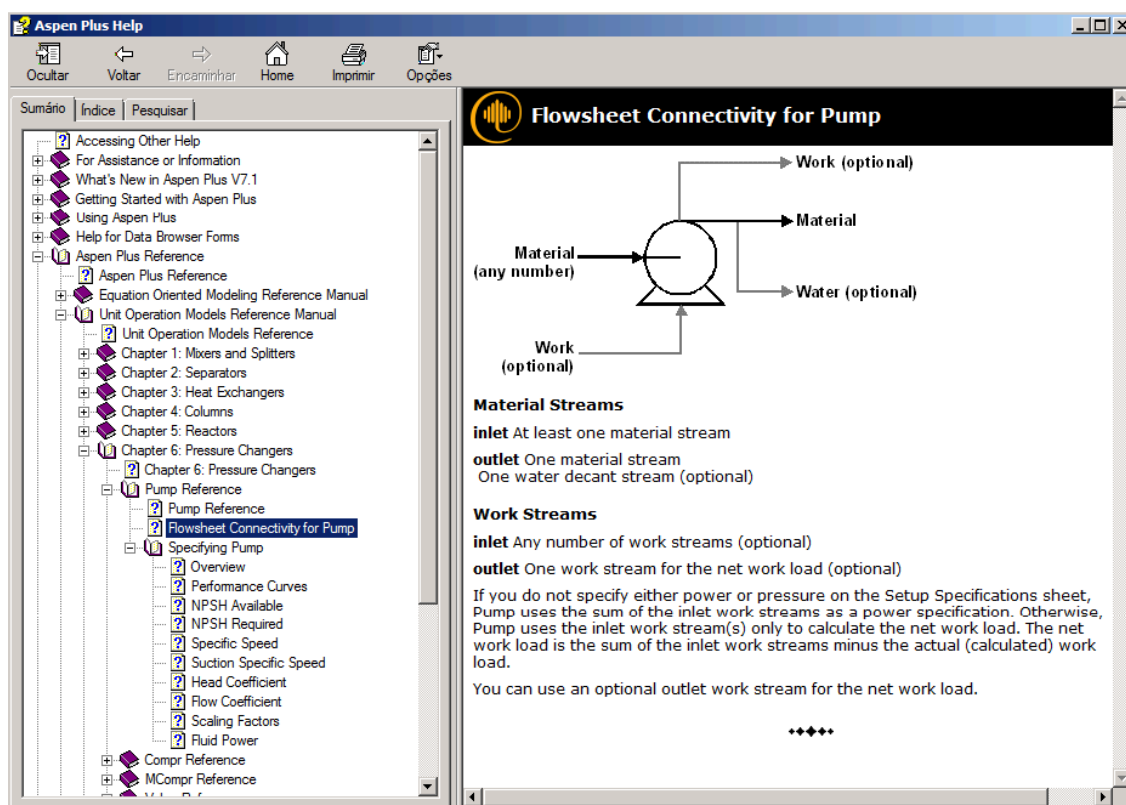 Aspen Plus Help
Ocultar
Voltar
Encaminhar
Home
Imprimir
Opções
Sumário
Índice
Pesquisar
Accessing Other Help
For Assistance or Information
What's New in Aspen Plus V7.1
Getting Started with Aspen Plus
Using Aspen Plus
Help for Data Browser Forms
Aspen Plus Reference
Aspen Plus Reference
Equation Oriented Modeling Reference Manual
Unit Operation Models Reference Manual
Unit Operation Models Reference
Chapter 1: Mixers and Splitters
Chapter 2: Separators
Chapter 3: Heat Exchangers
Chapter 4: Columns
Chapter 5: Reactors
Chapter 6: Pressure Changers
Chapter 6: Pressure Changers
Pump Reference
Pump Reference
Flowsheet Connectivity for Pump
Specifying Pump
Overview
Performance Curves
NPSH Available
NPSH Required
Specific Speed
Suction Specific Speed
Head Coefficient
Flow Coefficient
Scaling Factors
Fluid Power
Compr Reference
MCompr Reference
Flowsheet Connectivity for Pump
Work (optional)
Material
Material
(any number)
Water (optional)
Work
(optional)
Material Streams
inlet At least one material stream
outlet One material stream
One water decant stream (optional)
Work Streams
inlet Any number of work streams (optional)
outlet One work stream for the net work load (optional)
If you do not specify either power or pressure on the Setup Specifications sheet,
Pump uses the sum of the inlet work streams as a power specification. Otherwise,
Pump uses the inlet work stream(s) only to calculate the net work load. The net
work load is the sum of the inlet work streams minus the actual (calculated) work
load.
You can use an optional outlet work stream for the net work load.